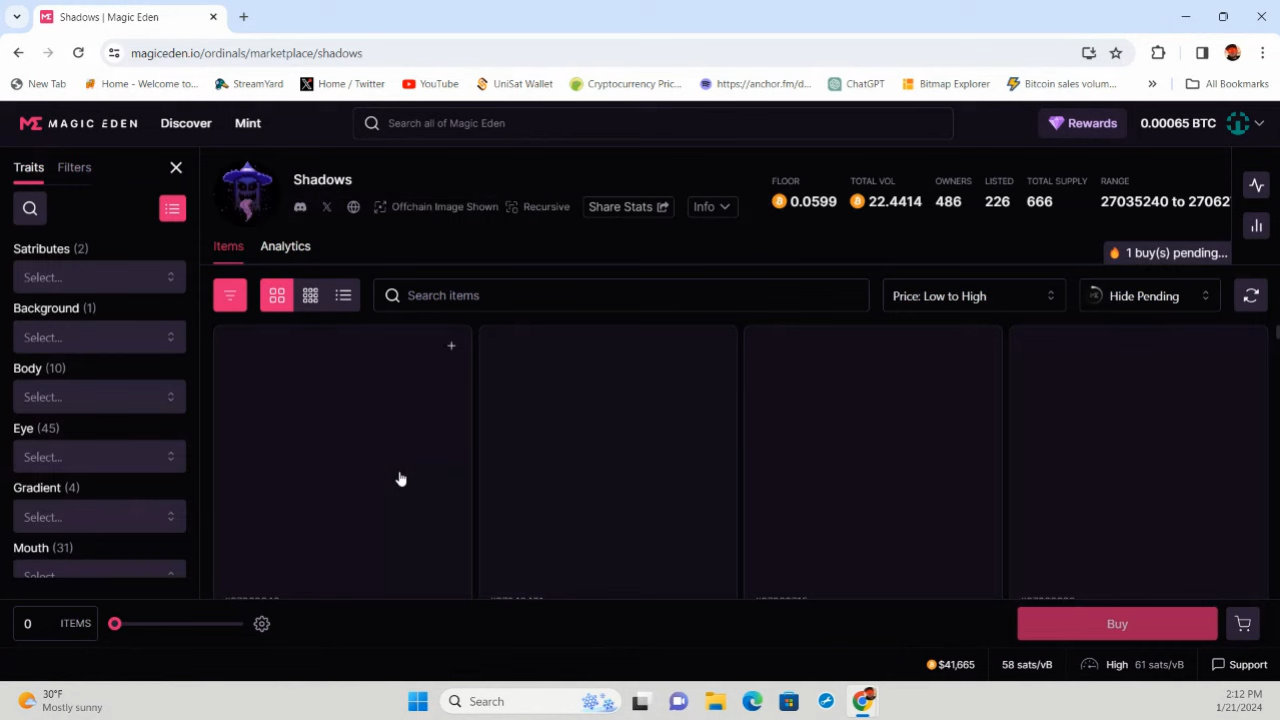 Shadows | Magic Eden
magiceden.io/ordinals/marketplace/shadows
New Tab
Home - Welcome to...
StreamYard
Home / Twitter
YouTube
UniSat Wallet
Cryptocurrency Pric...
https://anchor.fm/d...
ChatGPT
Bitmap Explorer
Bitcoin sales volum...
All Bookmarks
MAGIC EDEN
Discover
Mint
Search all of Magic Eden
Rewards
0.00065 BTC
Traits
Filters
Shadows
Offchain Image Shown
Recursive
Share Stats
Info
FLOOR
TOTAL VOL
OWNERS
LISTED
TOTAL SUPPLY
RANGE
0.0599
22.4414
486
226
666
27035240 to 27062
Items
Analytics
1 buy(s) pending...
Satributes (2)
Select...
Background (1)
Select...
Body (10)
Select...
Eye (45)
Select...
Gradient (4)
Select...
Mouth (31)
Select...
Search items
Price: Low to High
Hide Pending
0 ITEMS
Buy
$41,665
58 sats/vB
High 61 sats/vB
Support
30°F
Mostly sunny
Search
2:12 PM
1/21/2024